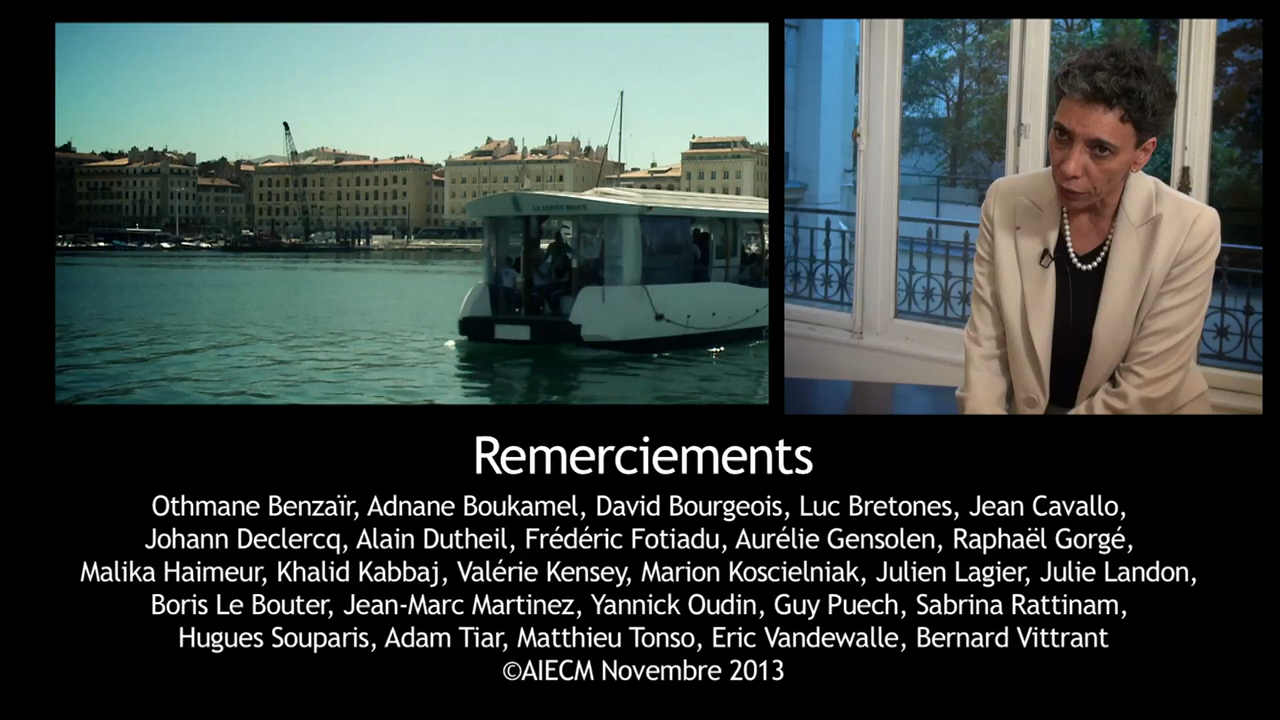 Remerciements
Othmane Benzaïr, Adnane Boukamel, David Bourgeois, Luc Bretones, Jean Cavallo,
Johann Declercq, Alain Dutheil, Frédéric Fotiadu, Aurélie Gensolen, Raphaël Gorgé,
Malika Haimeur, Khalid Kabbaj, Valérie Kensey, Marion Koscielniak, Julien Lagier, Julie Landon,
Boris Le Bouter, Jean-Marc Martinez, Yannick Oudin, Guy Puech, Sabrina Rattinam,
Hugues Souparis, Adam Tiar, Matthieu Tonso, Eric Vandewalle, Bernard Vittrant
©AIECM Novembre 2013